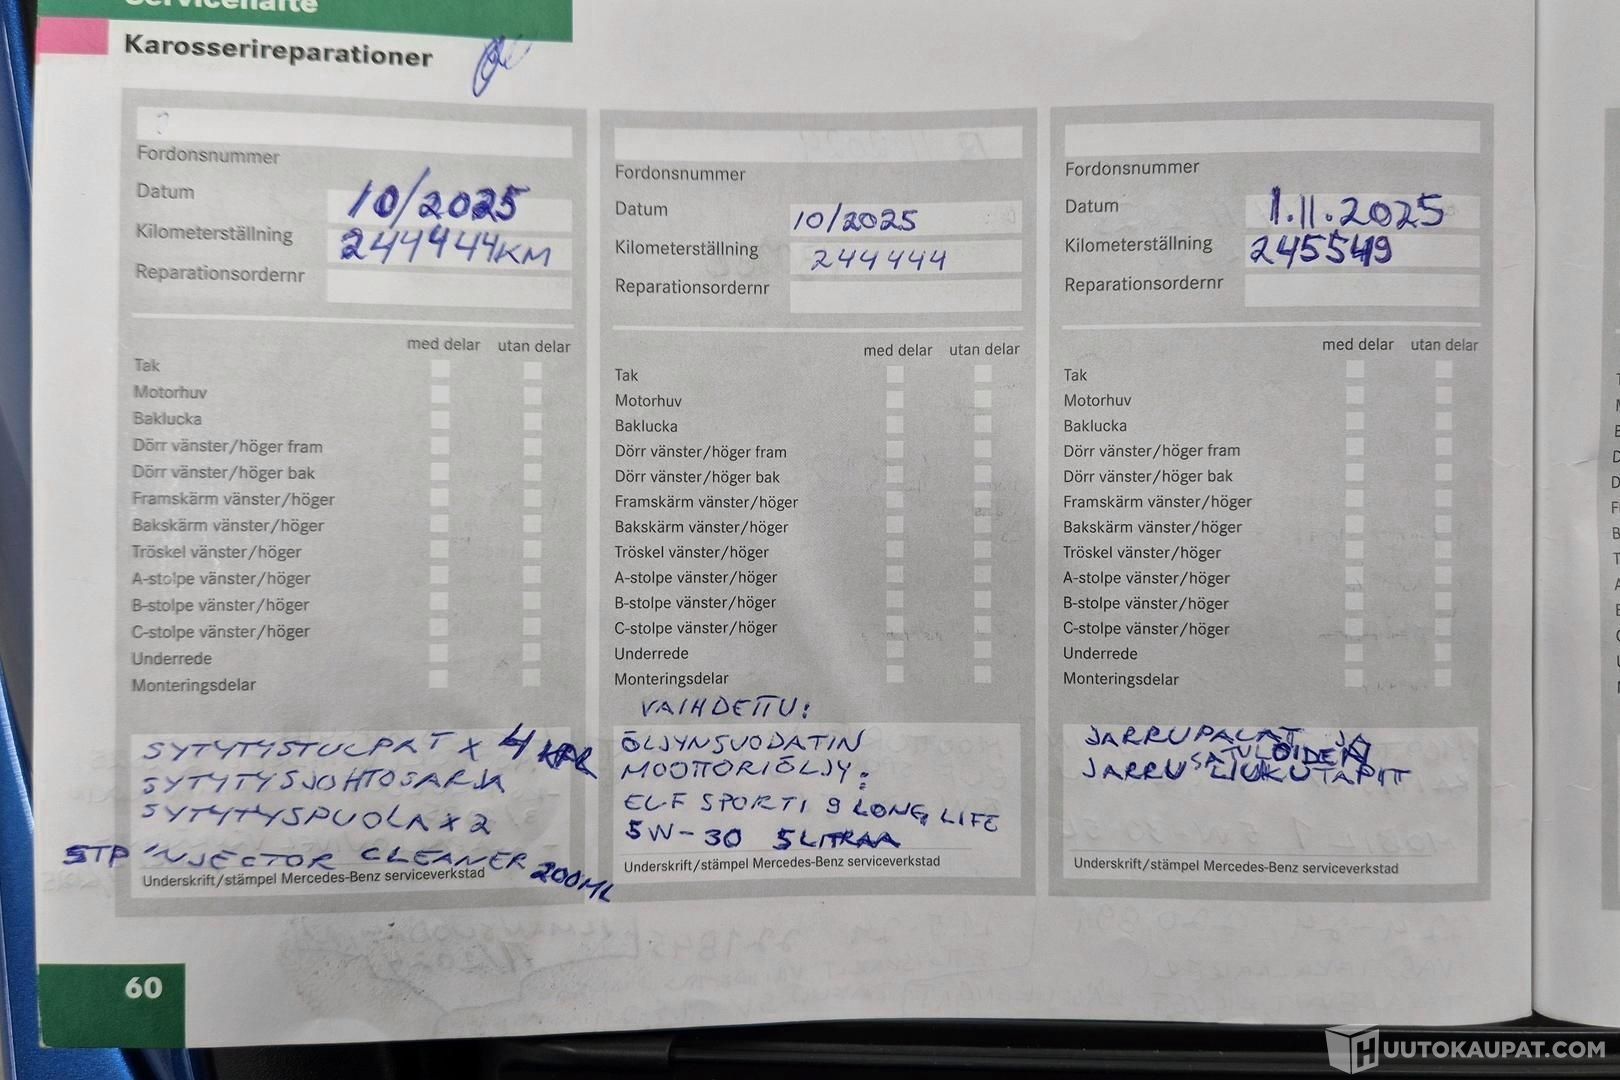 Servicehäfte
Karosserireparationer
Fordonsnummer
Datum 10/2025
Kilometerställning 244444KM
Reparationsordernr
med delar utan delar
Tak
Motorhuv
Baklucka
Dörr vänster/höger fram
Dörr vänster/höger bak
Framskärm vänster/höger
Bakskärm vänster/höger
Tröskel vänster/höger
A-stolpe vänster/höger
B-stolpe vänster/höger
C-stolpe vänster/höger
Underrede
Monteringsdelar
SYTYTYSTULPAT X 4 KPL
SYTYTYSJOHTOSARJA
SYTYTYSPUOLA X 2
STP INJECTOR CLEANER 200ML
Underskrift/stämpel Mercedes-Benz serviceverkstad
Fordonsnummer
Datum 10/2025
Kilometerställning 244444
Reparationsordernr
med delar utan delar
Tak
Motorhuv
Baklucka
Dörr vänster/höger fram
Dörr vänster/höger bak
Framskärm vänster/höger
Bakskärm vänster/höger
Tröskel vänster/höger
A-stolpe vänster/höger
B-stolpe vänster/höger
C-stolpe vänster/höger
Underrede
Monteringsdelar
VAIHDETTU:
ÖLJYNSUODATIN
MOOTTORIÖLJY:
ELF SPORTI 9 LONG LIFE
5W-30 5 LITRAA
Underskrift/stämpel Mercedes-Benz serviceverkstad
Fordonsnummer
Datum 1.11.2025
Kilometerställning 245549
Reparationsordernr
med delar utan delar
Tak
Motorhuv
Baklucka
Dörr vänster/höger fram
Dörr vänster/höger bak
Framskärm vänster/höger
Bakskärm vänster/höger
Tröskel vänster/höger
A-stolpe vänster/höger
B-stolpe vänster/höger
C-stolpe vänster/höger
Underrede
Monteringsdelar
JARRUPALAT JA
SATULOIDEN
JARRU LIUKUTAPIT
Underskrift/stämpel Mercedes-Benz serviceverkstad
60
HUUTOKAUPAT.COM